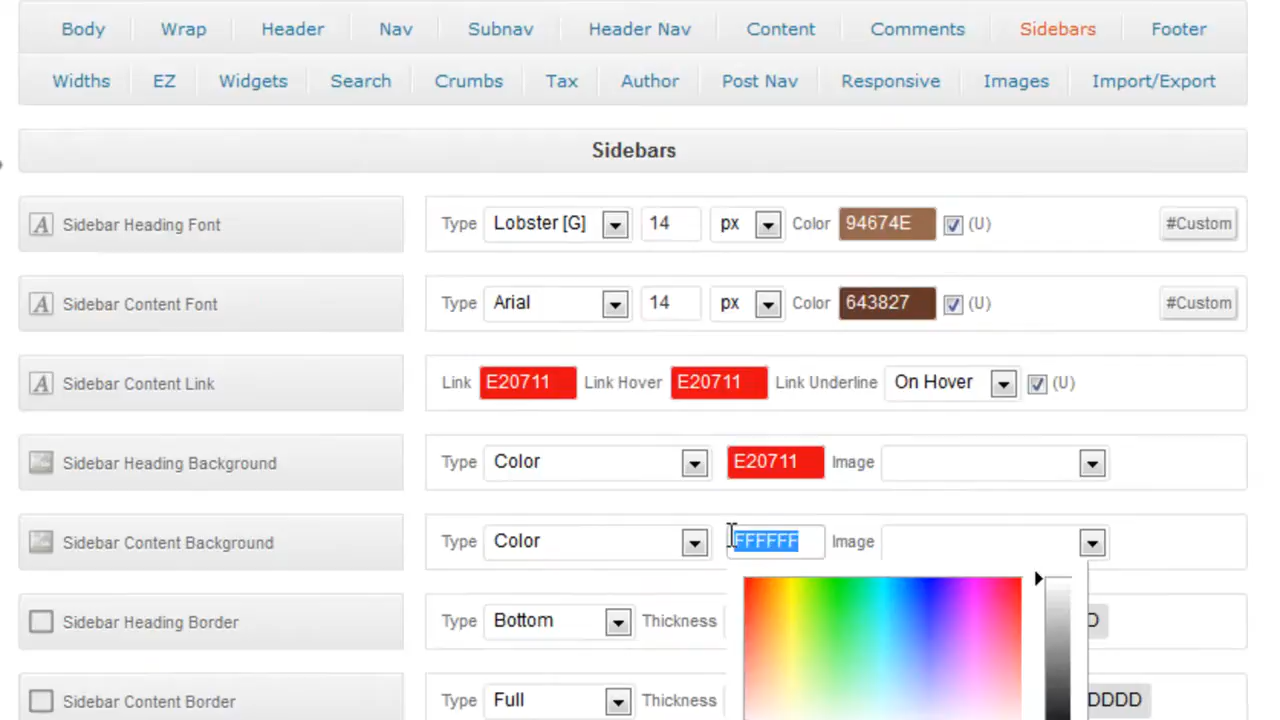 Body Wrap Header Nav Subnav Header Nav Content Comments Sidebars Footer
Widths EZ Widgets Search Crumbs Tax Author Post Nav Responsive Images Import/Export
Sidebars
A Sidebar Heading Font Type Lobster [G] 14 px Color 94674E (U) #Custom
A Sidebar Content Font Type Arial 14 px Color 643827 (U) #Custom
A Sidebar Content Link Link E20711 Link Hover E20711 Link Underline On Hover (U)
Sidebar Heading Background Type Color E20711 Image
Sidebar Content Background Type Color FFFFFF Image
Sidebar Heading Border Type Bottom Thickness D
Sidebar Content Border Type Full Thickness DDDD